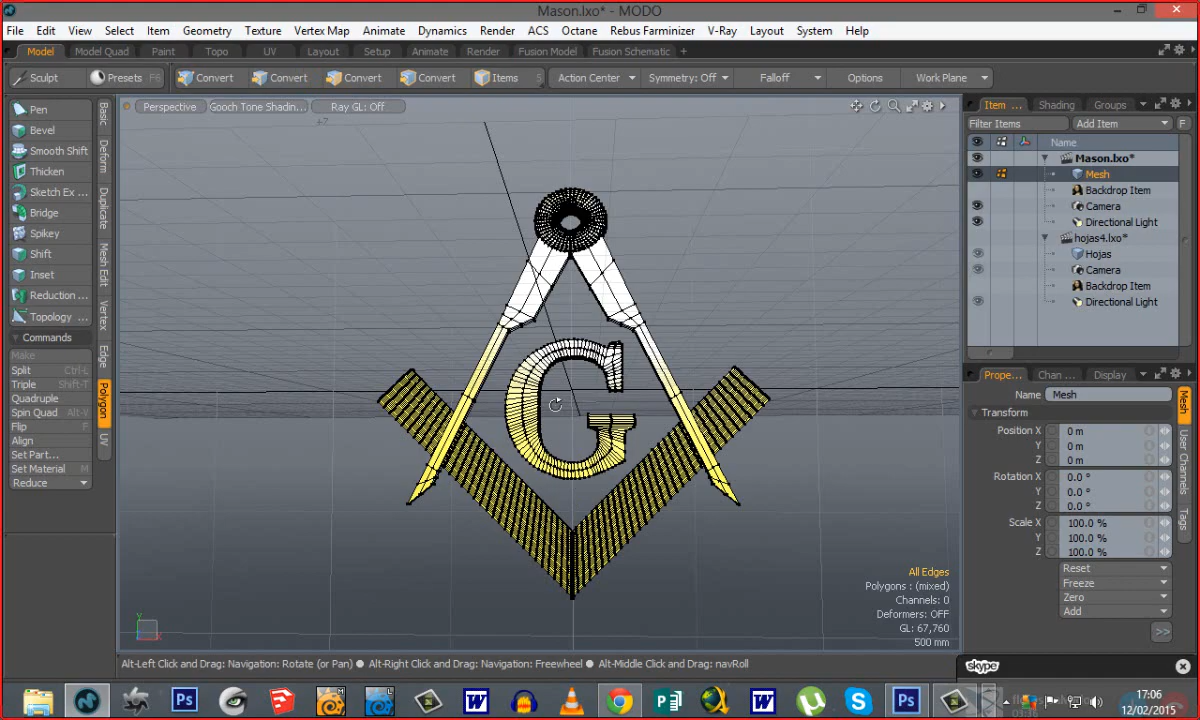 Mason.lxo* - MODO
File Edit View Select Item Geometry Texture Vertex Map Animate Dynamics Render ACS Octane Rebus Farminizer V-Ray Layout System Help
Model Model Quad Paint Topo UV Layout Setup Animate Render Fusion Model Fusion Schematic +
Sculpt Presets F6 Convert Convert Convert Convert Items 5 Action Center Symmetry: Off Falloff Options Work Plane
Pen
Bevel
Smooth Shift
Thicken
Sketch Ex ...
Bridge
Spikey
Shift
Inset
Reduction ...
Topology ...
Commands
Make
Split Ctrl-L
Triple Shift-T
Quadruple
Spin Quad Alt-V
Flip F
Align
Set Part...
Set Material M
Reduce
Basic
Deform
Duplicate
Mesh Edit
Vertex
Edge
Polygon
UV
Perspective Gooch Tone Shadin... Ray GL: Off
+7
All Edges
Polygons : (mixed)
Channels: 0
Deformers: OFF
GL: 67,760
500 mm
Y
X
Alt-Left Click and Drag: Navigation: Rotate (or Pan) ● Alt-Right Click and Drag: Navigation: Freewheel ● Alt-Middle Click and Drag: navRoll
Item ... Shading Groups
Filter Items Add Item F
Name
Mason.lxo*
Mesh
Backdrop Item
Camera
Directional Light
hojas4.lxo*
Hojas
Camera
Backdrop Item
Directional Light
Prope... Chan ... Display
Name Mesh
Transform
Position X 0 m
Y 0 m
Z 0 m
Rotation X 0.0 °
Y 0.0 °
Z 0.0 °
Scale X 100.0 %
Y 100.0 %
Z 100.0 %
Reset
Freeze
Zero
Add
>>
Mesh
User Channels
Tags
skype
17:06
12/02/2015